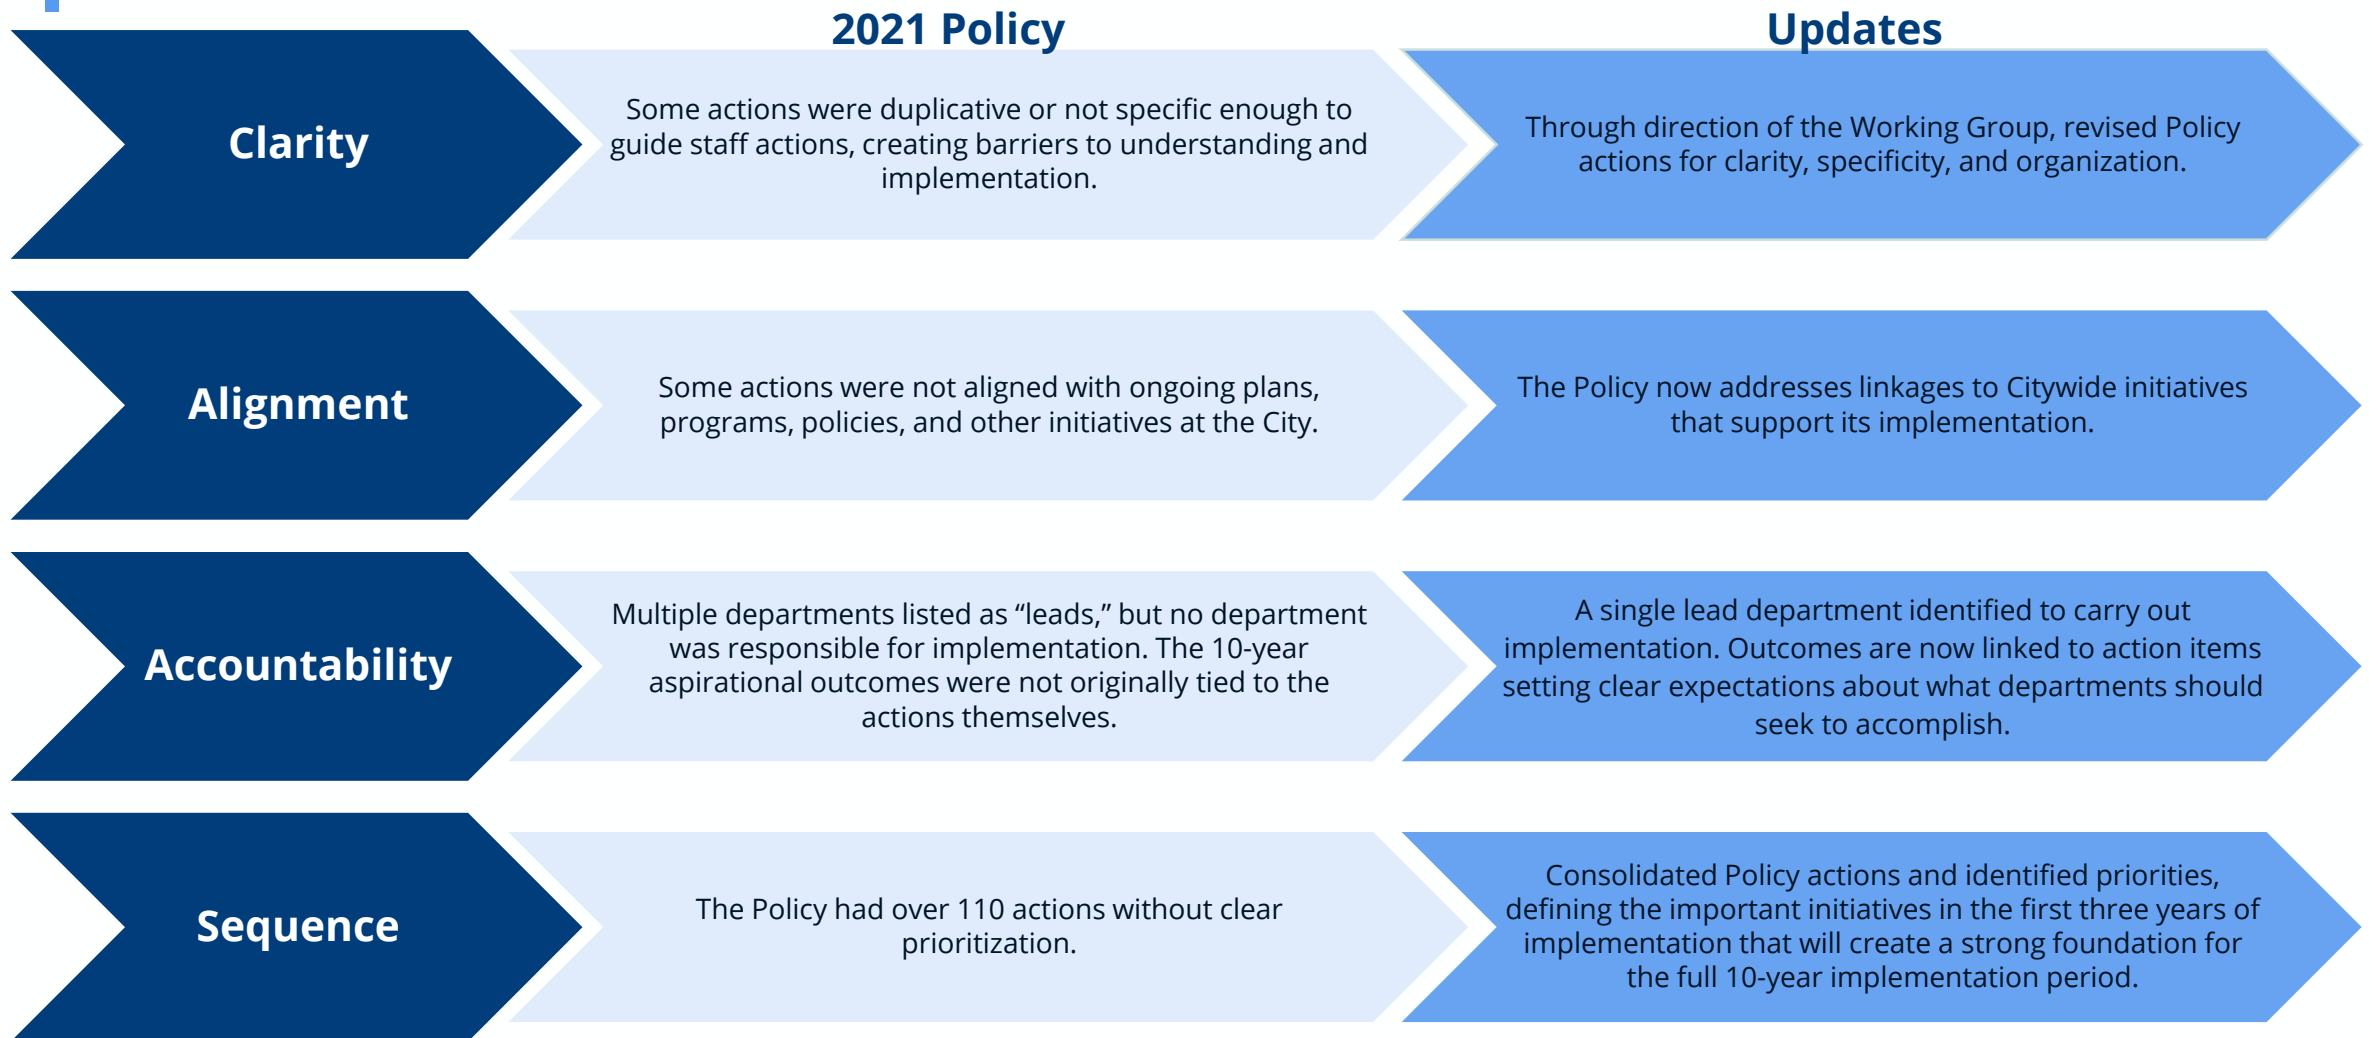 2021 Policy
Updates
Clarity
Some actions were duplicative or not specific enough to
guide staff actions, creating barriers to understanding and
implementation.
Through direction of the Working Group, revised Policy
actions for clarity, specificity, and organization.
Alignment
Some actions were not aligned with ongoing plans,
programs, policies, and other initiatives at the City.
The Policy now addresses linkages to Citywide initiatives
that support its implementation.
Accountability
Multiple departments listed as “leads,” but no department
was responsible for implementation. The 10-year
aspirational outcomes were not originally tied to the
actions themselves.
A single lead department identified to carry out
implementation. Outcomes are now linked to action items
setting clear expectations about what departments should
seek to accomplish.
Sequence
The Policy had over 110 actions without clear
prioritization.
Consolidated Policy actions and identified priorities,
defining the important initiatives in the first three years of
implementation that will create a strong foundation for
the full 10-year implementation period.